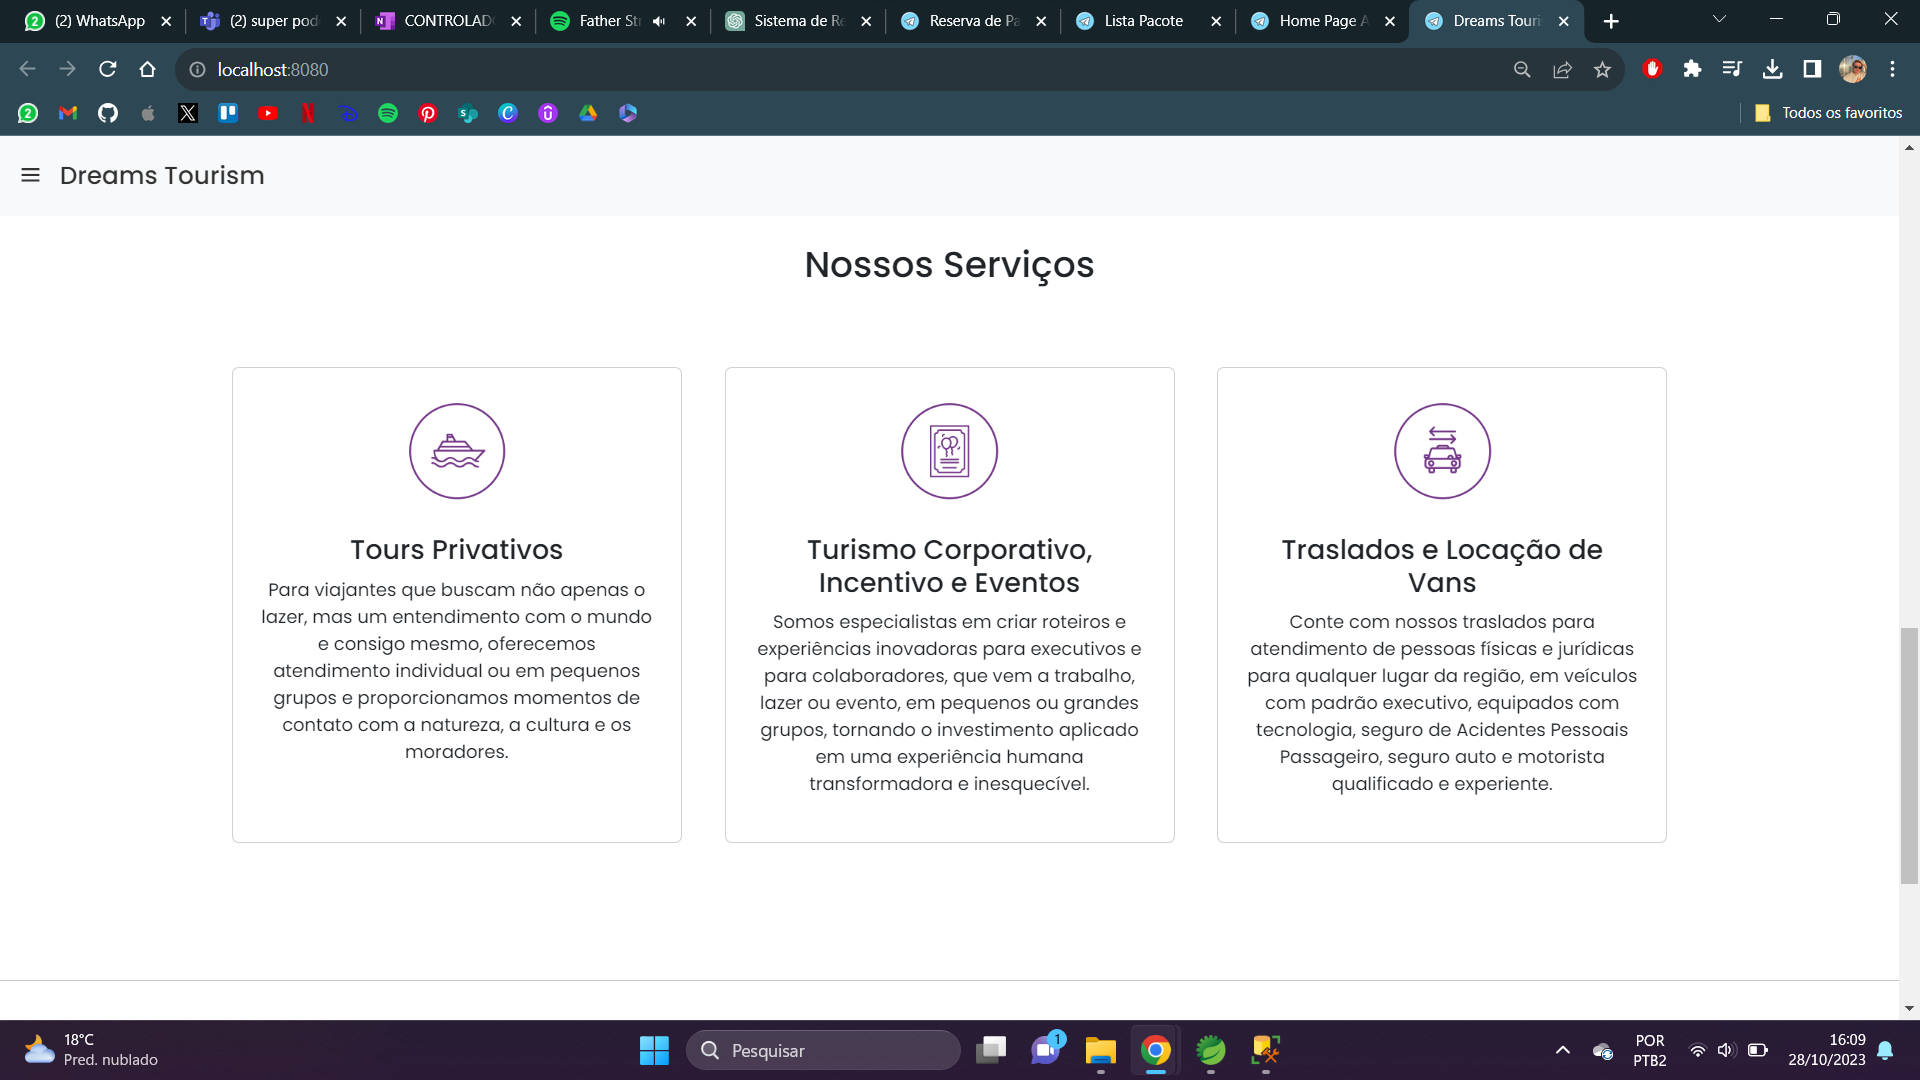 (2) WhatsApp
(2) super pod
CONTROLAD
Father St
Sistema de Re
Reserva de Pa
Lista Pacote
Home Page A
Dreams Touri
localhost:8080
Todos os favoritos
Dreams Tourism
Nossos Serviços
Tours Privativos
Para viajantes que buscam não apenas o
lazer, mas um entendimento com o mundo
e consigo mesmo, oferecemos
atendimento individual ou em pequenos
grupos e proporcionamos momentos de
contato com a natureza, a cultura e os
moradores.
Turismo Corporativo,
Incentivo e Eventos
Somos especialistas em criar roteiros e
experiências inovadoras para executivos e
para colaboradores, que vem a trabalho,
lazer ou evento, em pequenos ou grandes
grupos, tornando o investimento aplicado
em uma experiência humana
transformadora e inesquecível.
Traslados e Locação de
Vans
Conte com nossos traslados para
atendimento de pessoas físicas e jurídicas
para qualquer lugar da região, em veículos
com padrão executivo, equipados com
tecnologia, seguro de Acidentes Pessoais
Passageiro, seguro auto e motorista
qualificado e experiente.
18°C
Pred. nublado
Pesquisar
1
POR
PTB2
16:09
28/10/2023